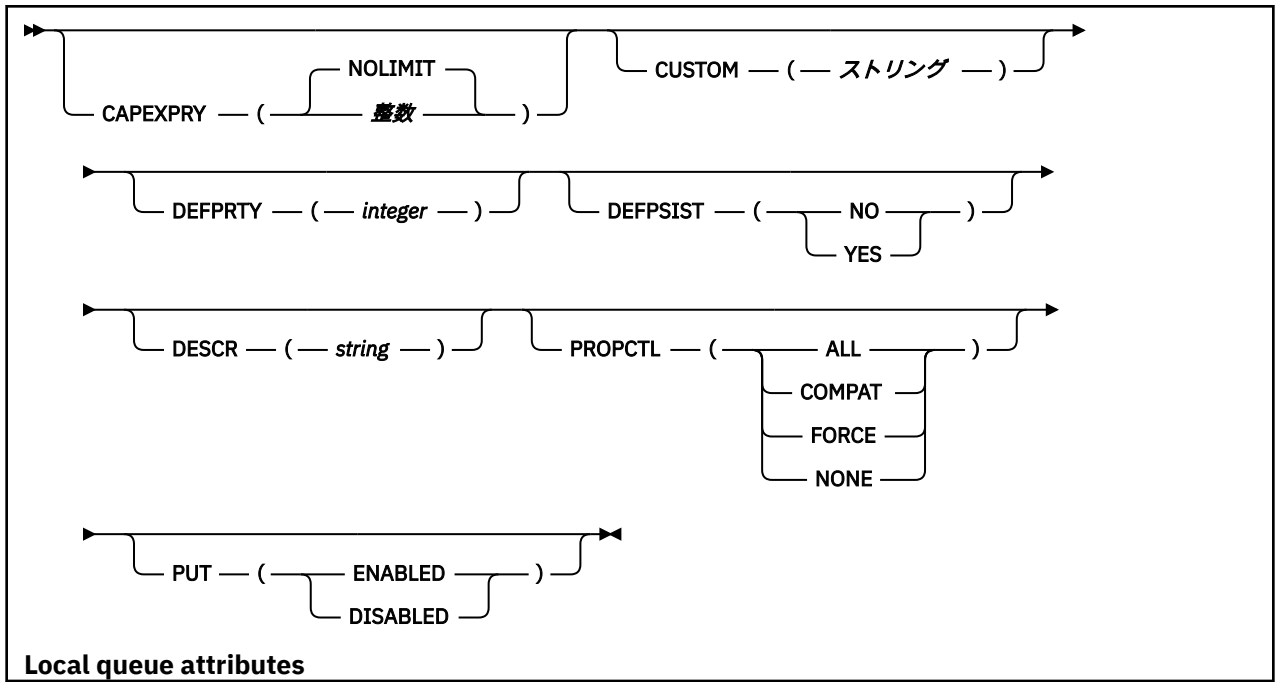 NOLIMIT
CAPEXPRY ( 整数 )
CUSTOM ( ストリング )
DEFPRTY ( integer )
DEFPSIST ( NO )
YES
DESCR ( string )
PROPCTL ( ALL )
COMPAT
FORCE
NONE
PUT ( ENABLED )
DISABLED
Local queue attributes